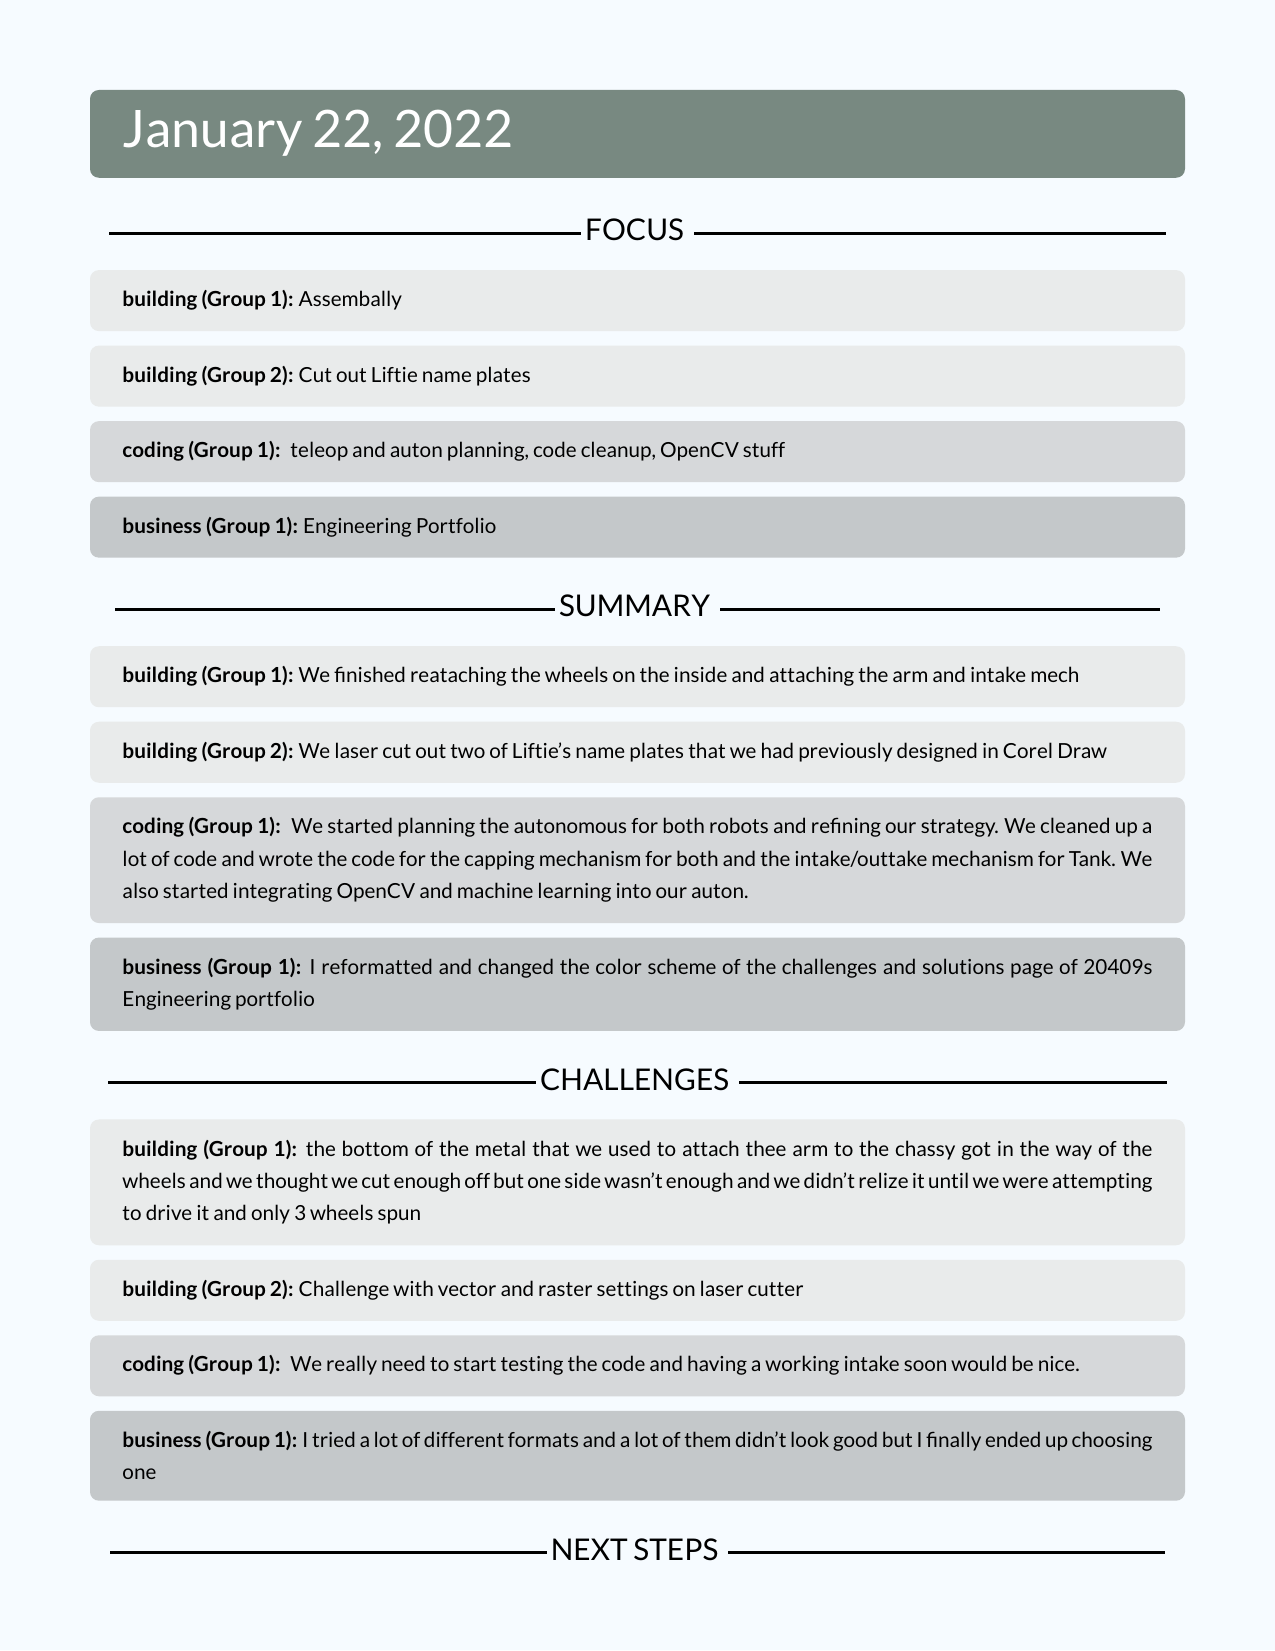 January 22, 2022
FOCUS
building (Group 1): Assembally
building (Group 2): Cut out Liftie name plates
coding (Group 1): teleop and auton planning, code cleanup, OpenCV stuff
business (Group 1): Engineering Portfolio
SUMMARY
building (Group 1): We finished reataching the wheels on the inside and attaching the arm and intake mech
building (Group 2): We laser cut out two of Liftie’s name plates that we had previously designed in Corel Draw
coding (Group 1): We started planning the autonomous for both robots and refining our strategy. We cleaned up a
lot of code and wrote the code for the capping mechanism for both and the intake/outtake mechanism for Tank. We
also started integrating OpenCV and machine learning into our auton.
business (Group 1): I reformatted and changed the color scheme of the challenges and solutions page of 20409s
Engineering portfolio
CHALLENGES
building (Group 1): the bottom of the metal that we used to attach thee arm to the chassy got in the way of the
wheels and we thought we cut enough off but one side wasn’t enough and we didn’t relize it until we were attempting
to drive it and only 3 wheels spun
building (Group 2): Challenge with vector and raster settings on laser cutter
coding (Group 1): We really need to start testing the code and having a working intake soon would be nice.
business (Group 1): I tried a lot of different formats and a lot of them didn’t look good but I finally ended up choosing
one
NEXT STEPS